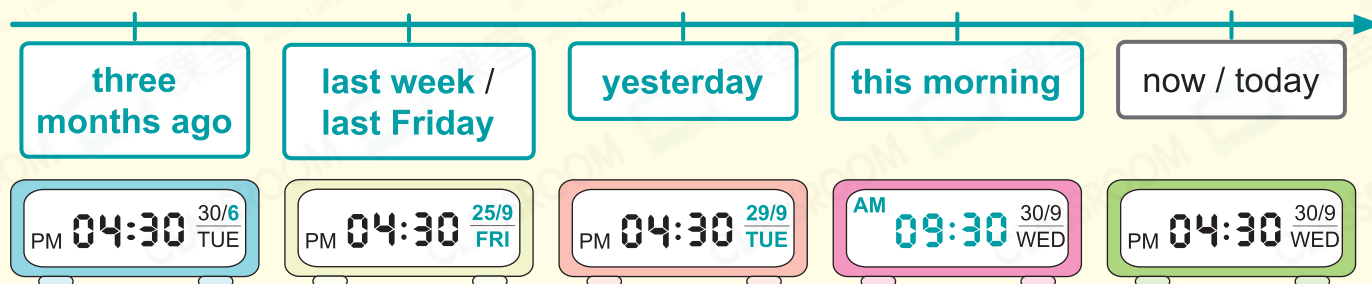 three
months ago
last week /
last Friday
yesterday
this morning
now / today
PM 04:30 30/6
TUE
PM 04:30 25/9
FRI
PM 04:30 29/9
TUE
AM 09:30 30/9
WED
PM 04:30 30/9
WED